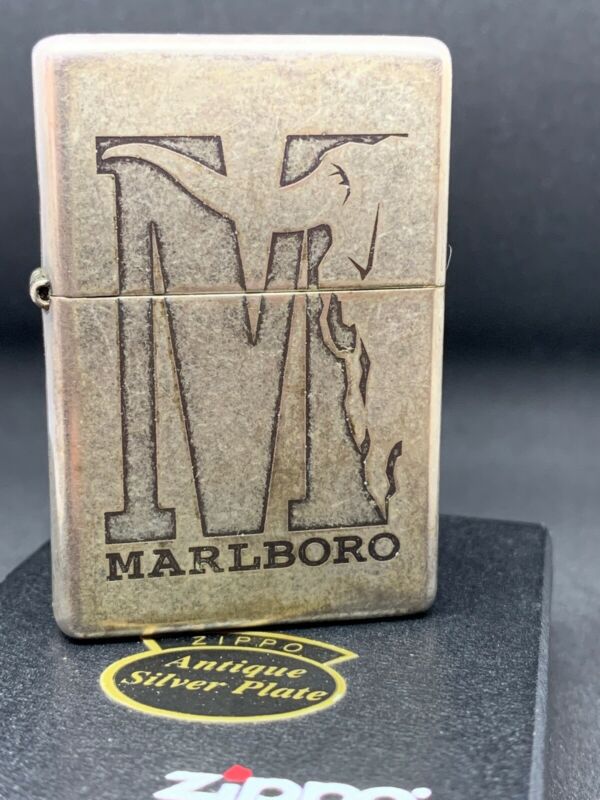 M
MARLBORO
ZIPPO
Antique
Silver Plate
zippo